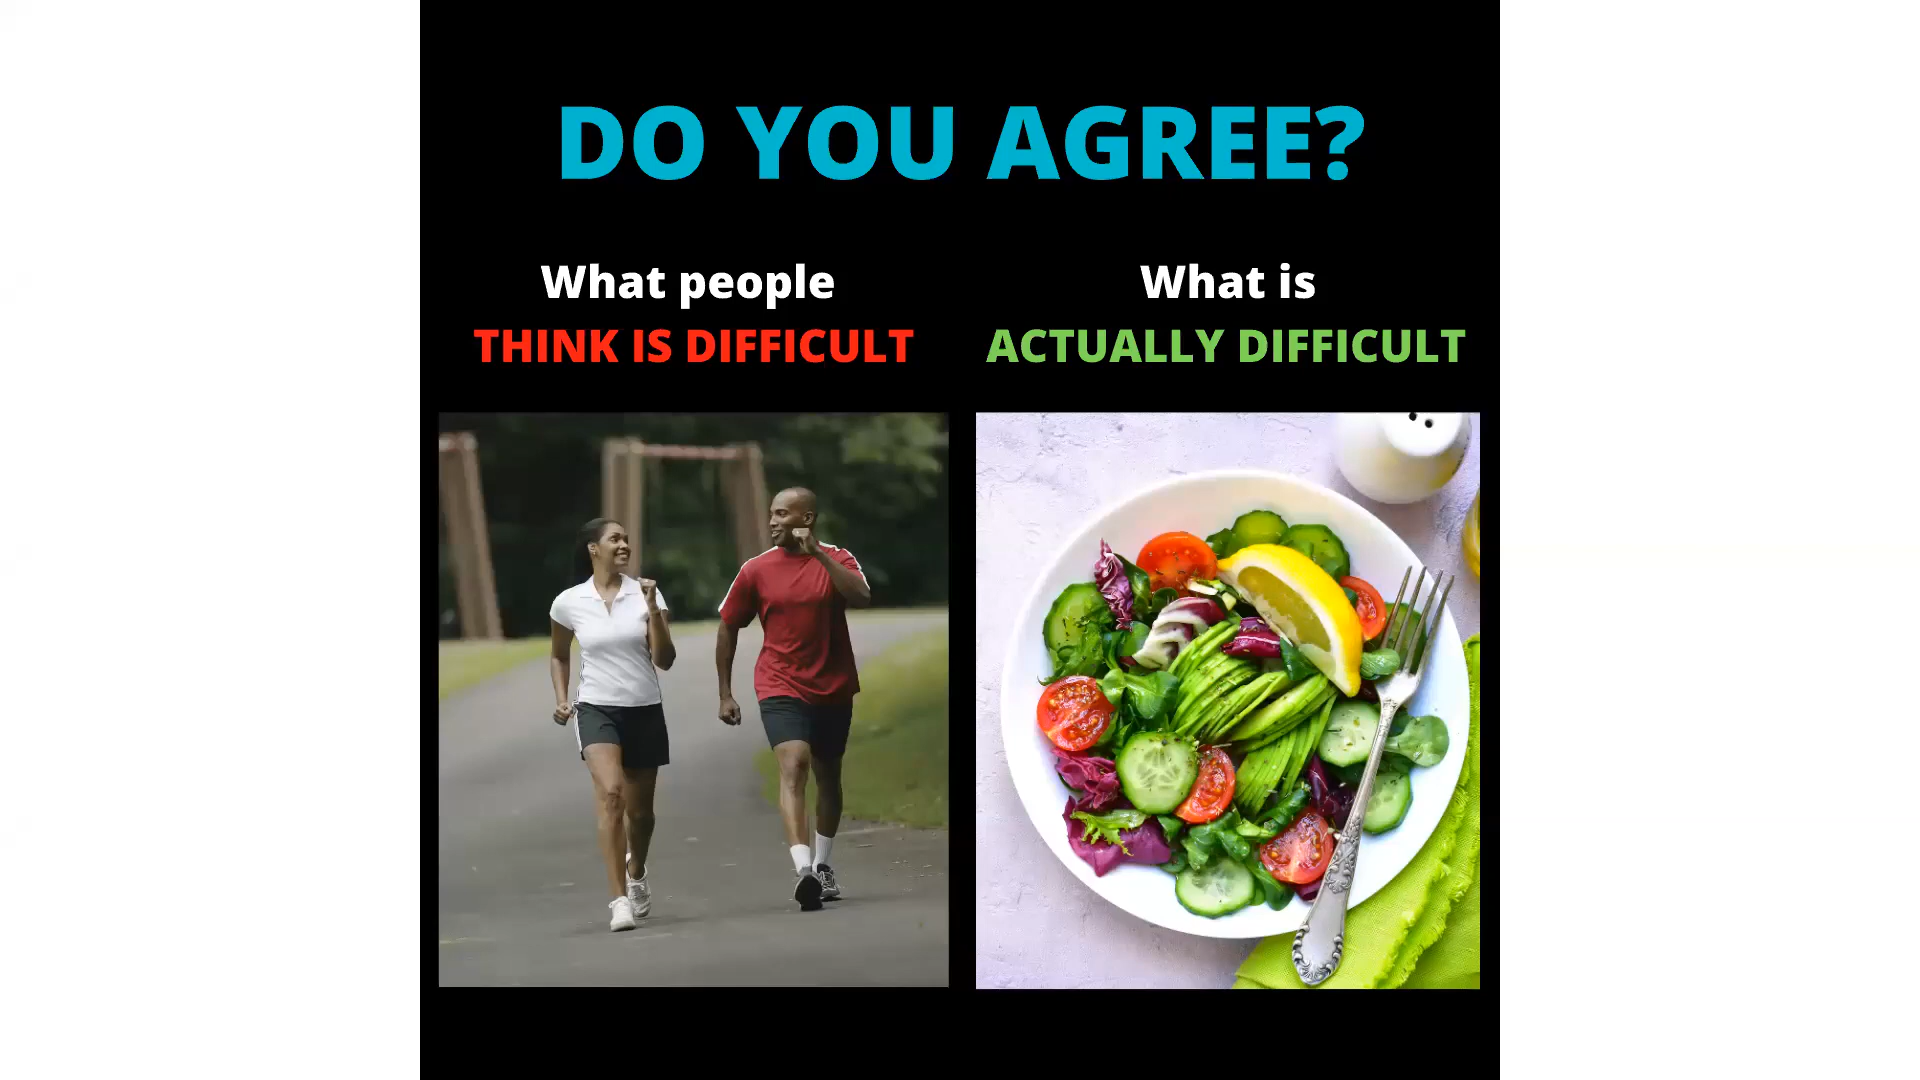 DO YOU AGREE?
What people
THINK IS DIFFICULT
What is
ACTUALLY DIFFICULT